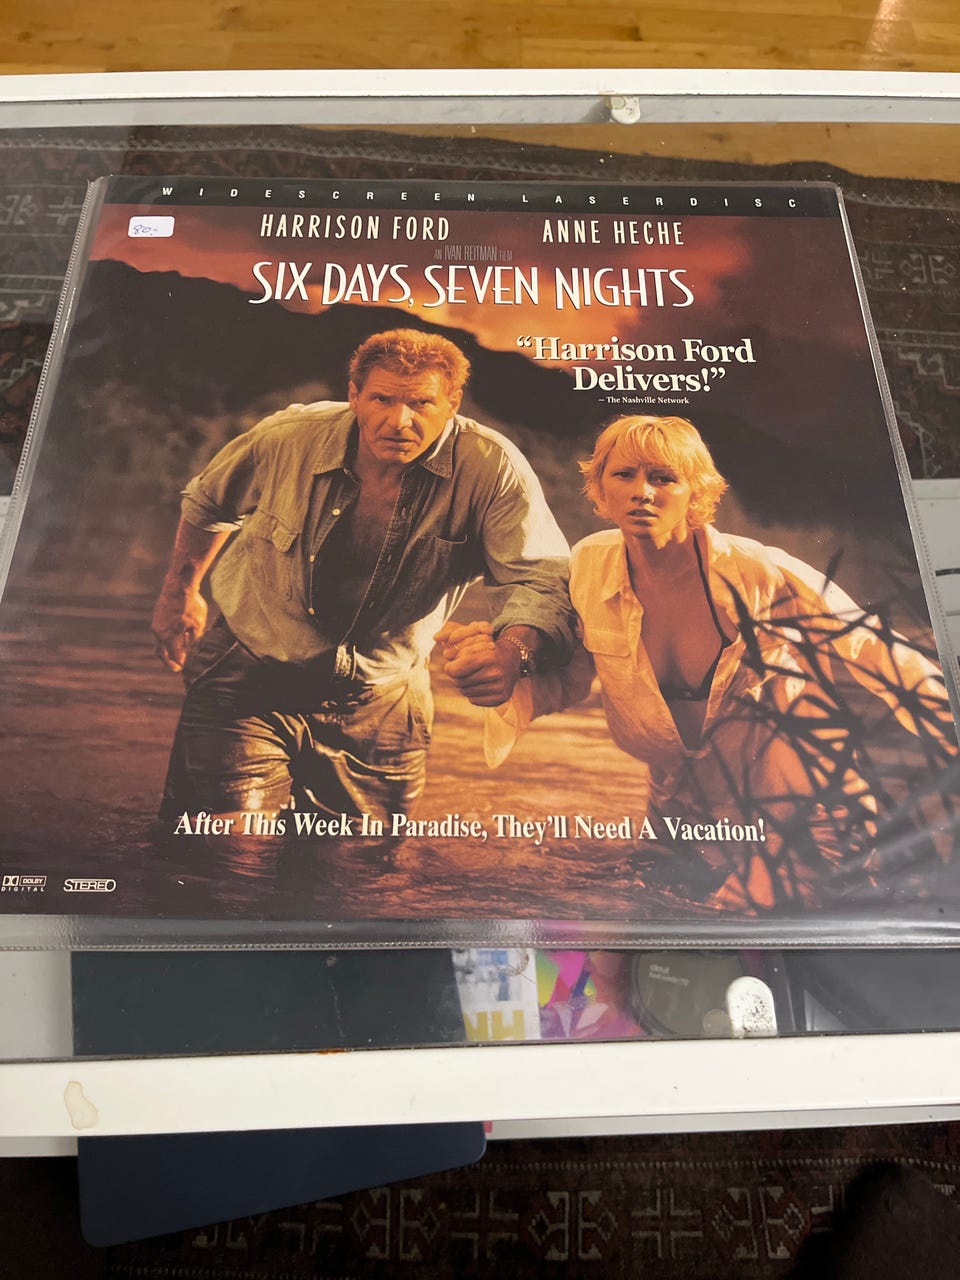 WIDESCREEN LASERDISC
80.-
HARRISON FORD ANNE HECHE
AN IVAN REITMAN FILM
SIX DAYS, SEVEN NIGHTS
“Harrison Ford
Delivers!”
– The Nashville Network
After This Week In Paradise, They’ll Need A Vacation!
DOLBY
DIGITAL
STEREO